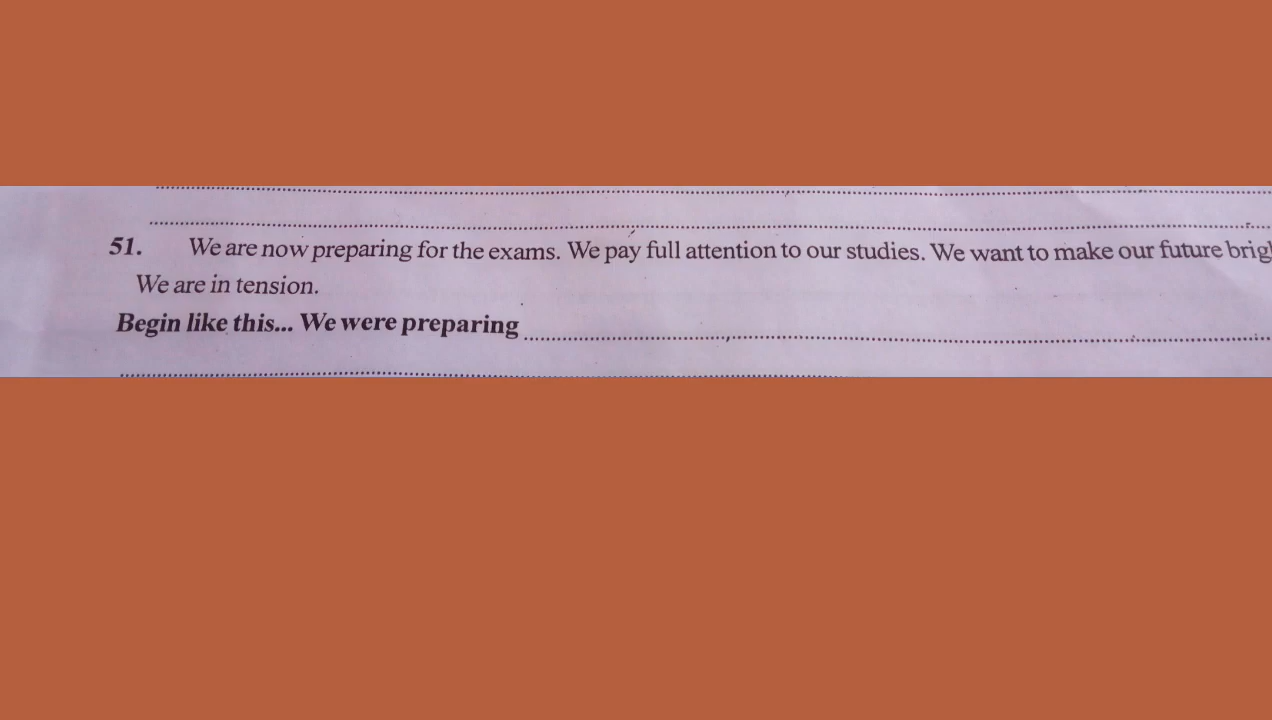 51. We are now preparing for the exams. We pay full attention to our studies. We want to make our future
We are in tension.
Begin like this... We were preparing